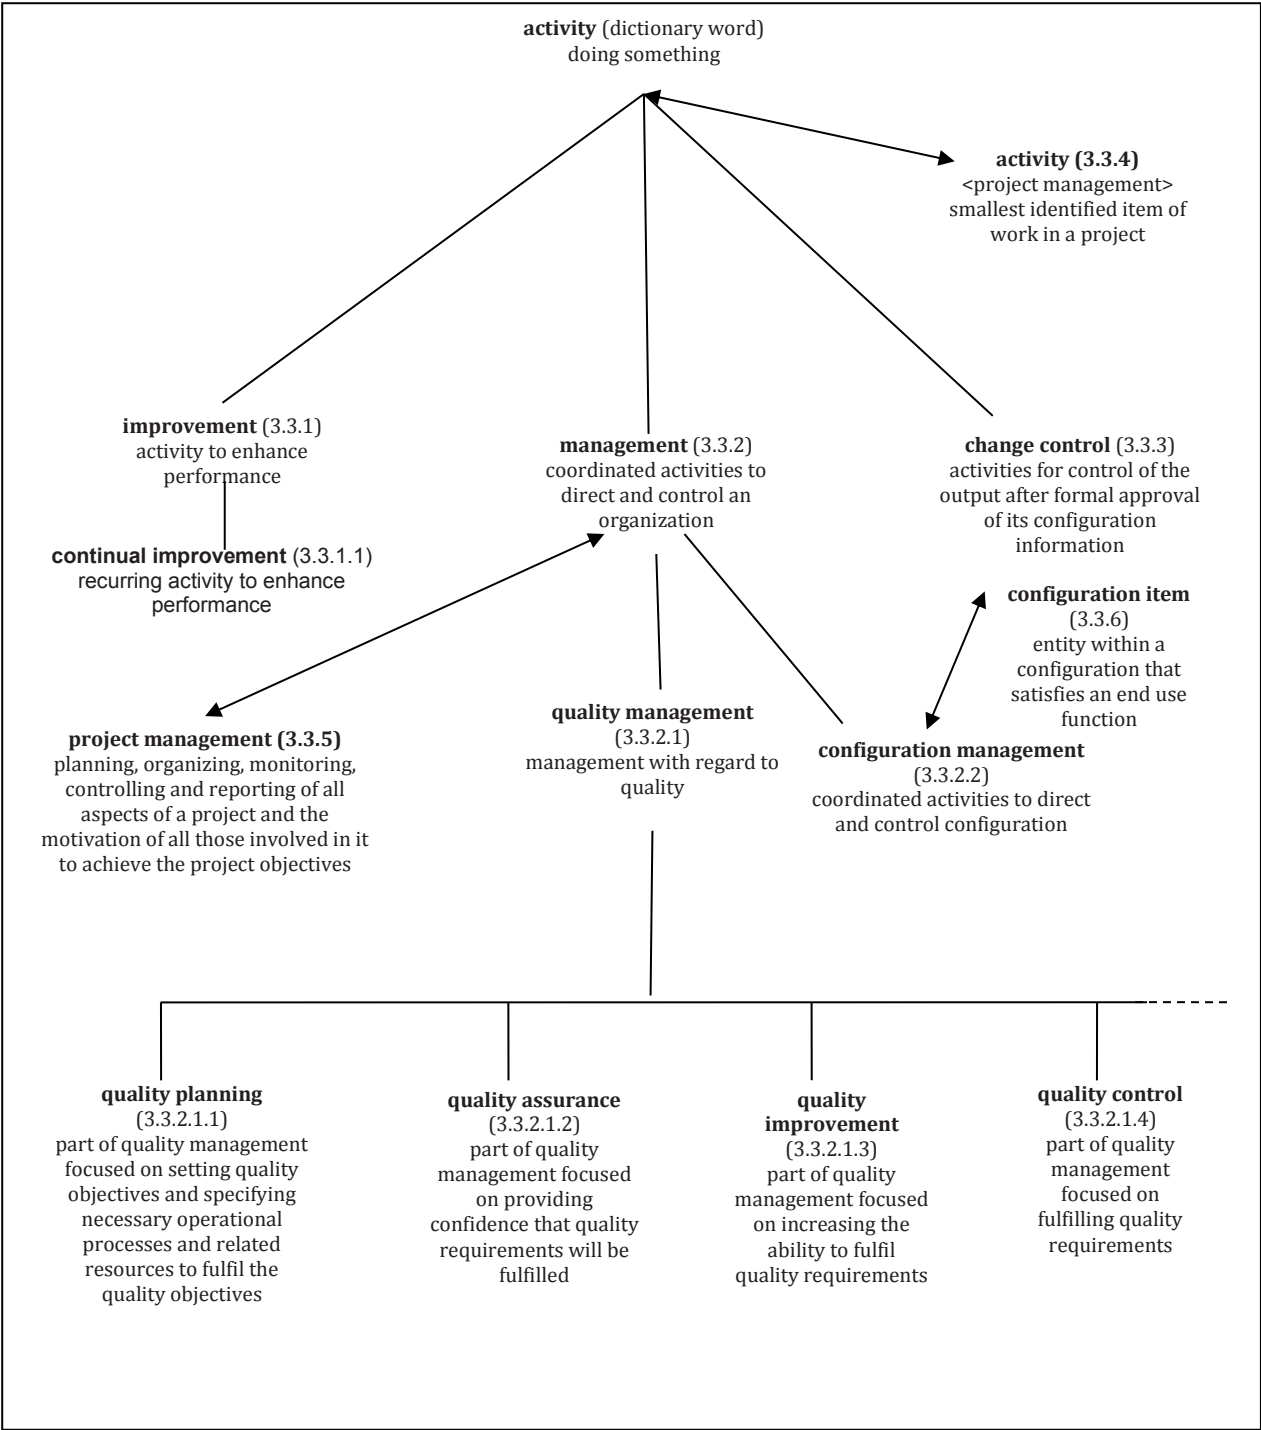 activity (dictionary word)
doing something
activity (3.3.4)
<project management>
smallest identified item of
work in a project
improvement (3.3.1)
activity to enhance
performance
continual improvement (3.3.1.1)
recurring activity to enhance
performance
management (3.3.2)
coordinated activities to
direct and control an
organization
change control (3.3.3)
activities for control of the
output after formal approval
of its configuration
information
configuration item
(3.3.6)
entity within a
configuration that
satisfies an end use
function
project management (3.3.5)
planning, organizing, monitoring,
controlling and reporting of all
aspects of a project and the
motivation of all those involved in it
to achieve the project objectives
quality management
(3.3.2.1)
management with regard to
quality
configuration management
(3.3.2.2)
coordinated activities to direct
and control configuration
quality planning
(3.3.2.1.1)
part of quality management
focused on setting quality
objectives and specifying
necessary operational
processes and related
resources to fulfil the
quality objectives
quality assurance
(3.3.2.1.2)
part of quality
management focused
on providing
confidence that quality
requirements will be
fulfilled
quality
improvement
(3.3.2.1.3)
part of quality
management focused
on increasing the
ability to fulfil
quality requirements
quality control
(3.3.2.1.4)
part of quality
management
focused on
fulfilling quality
requirements